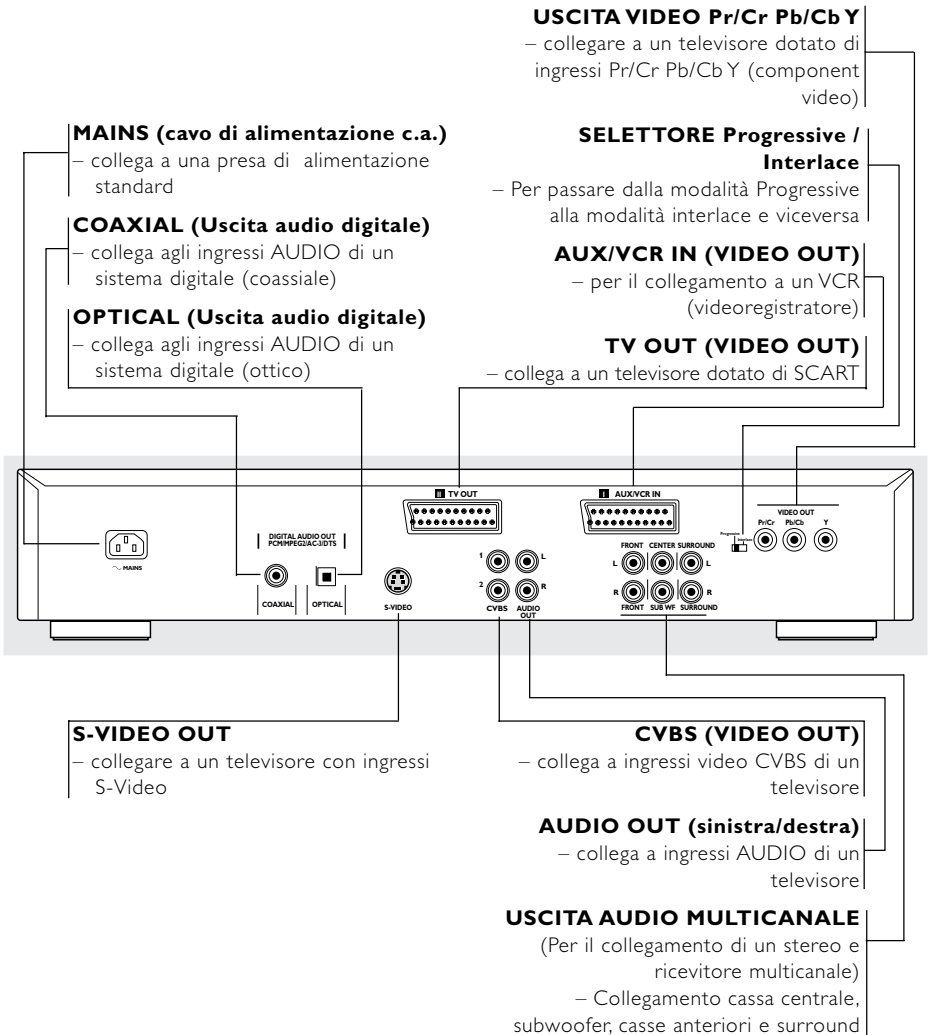 USCITA VIDEO Pr/Cr Pb/Cb Y
– collegare a un televisore dotato di
ingressi Pr/Cr Pb/Cb Y (component
video)
MAINS (cavo di alimentazione c.a.)
– collega a una presa di alimentazione
standard
SELETTORE Progressive /
Interlace
– Per passare dalla modalità Progressive
alla modalità interlace e viceversa
COAXIAL (Uscita audio digitale)
– collega agli ingressi AUDIO di un
sistema digitale (coassiale)
AUX/VCR IN (VIDEO OUT)
– per il collegamento a un VCR
(videoregistratore)
OPTICAL (Uscita audio digitale)
– collega agli ingressi AUDIO di un
sistema digitale (ottico)
TV OUT (VIDEO OUT)
– collega a un televisore dotato di SCART
II TV OUT
I AUX/VCR IN
VIDEO OUT
Pr/Cr Pb/Cb Y
Progressive
Interlace
~ MAINS
DIGITAL AUDIO OUT
PCM/MPEG2/AC-3/DTS
COAXIAL OPTICAL
S-VIDEO
1 L
2 R
CVBS AUDIO
OUT
FRONT CENTER SURROUND
L L
R R
FRONT SUB WF SURROUND
S-VIDEO OUT
– collegare a un televisore con ingressi
S-Video
CVBS (VIDEO OUT)
– collega a ingressi video CVBS di un
televisore
AUDIO OUT (sinistra/destra)
– collega a ingressi AUDIO di un
televisore
USCITA AUDIO MULTICANALE
(Per il collegamento di un stereo e
ricevitore multicanale)
– Collegamento cassa centrale,
subwoofer, casse anteriori e surround